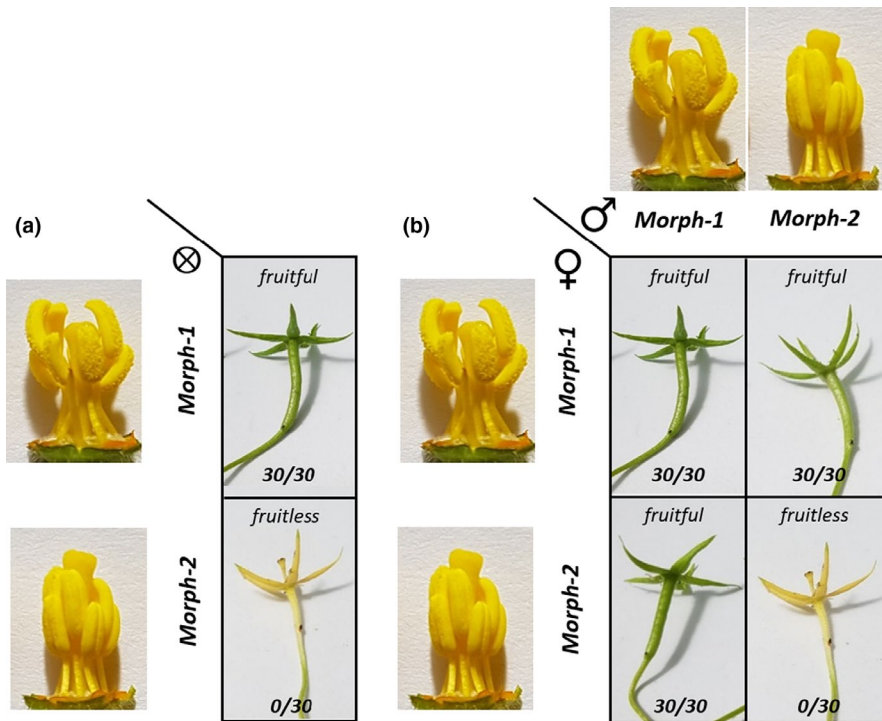 (a)
⊗
Morph-1
fruitful
30/30
Morph-2
fruitless
0/30
(b)
♂
Morph-1
Morph-2
♀
Morph-1
fruitful
30/30
fruitful
30/30
Morph-2
fruitful
30/30
fruitless
0/30